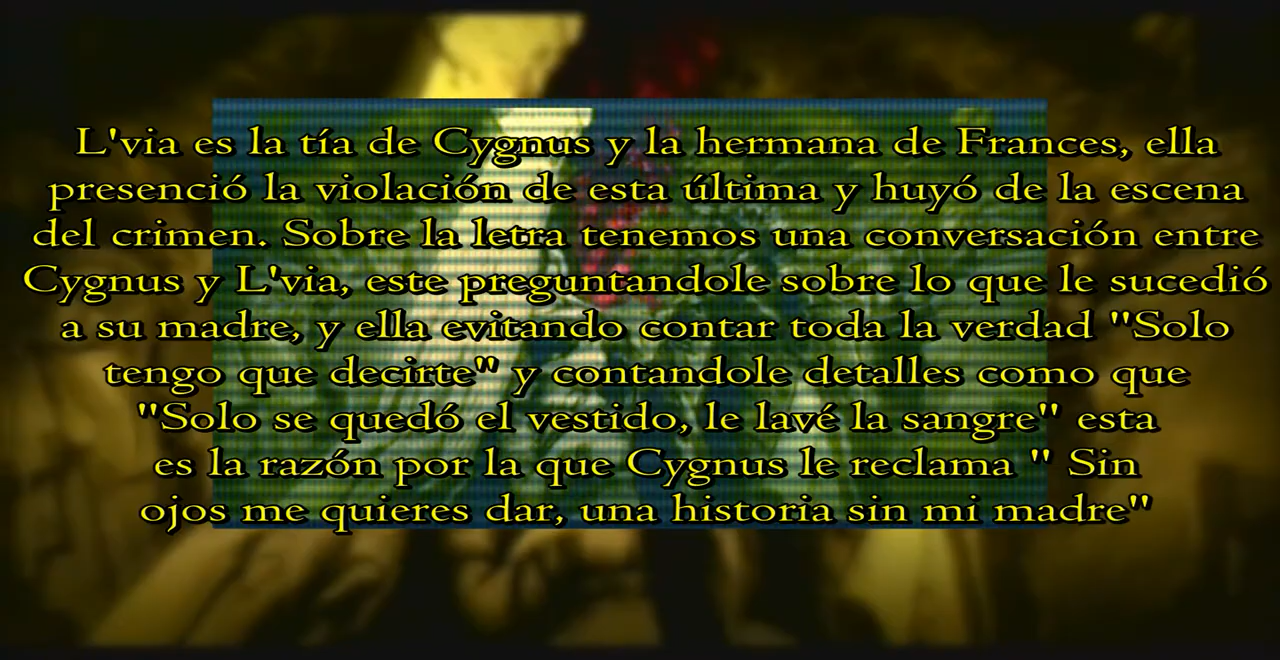 L'via es la tía de Cygnus y la hermana de Frances, ella
presenció la violación de esta última y huyó de la escena
del crimen. Sobre la letra tenemos una conversación entre
Cygnus y L'via, este preguntandole sobre lo que le sucedió
a su madre, y ella evitando contar toda la verdad "Solo
tengo que decirte" y contandole detalles como que
"Solo se quedó el vestido, le lavé la sangre" esta
es la razón por la que Cygnus le reclama " Sin
ojos me quieres dar, una historia sin mi madre"